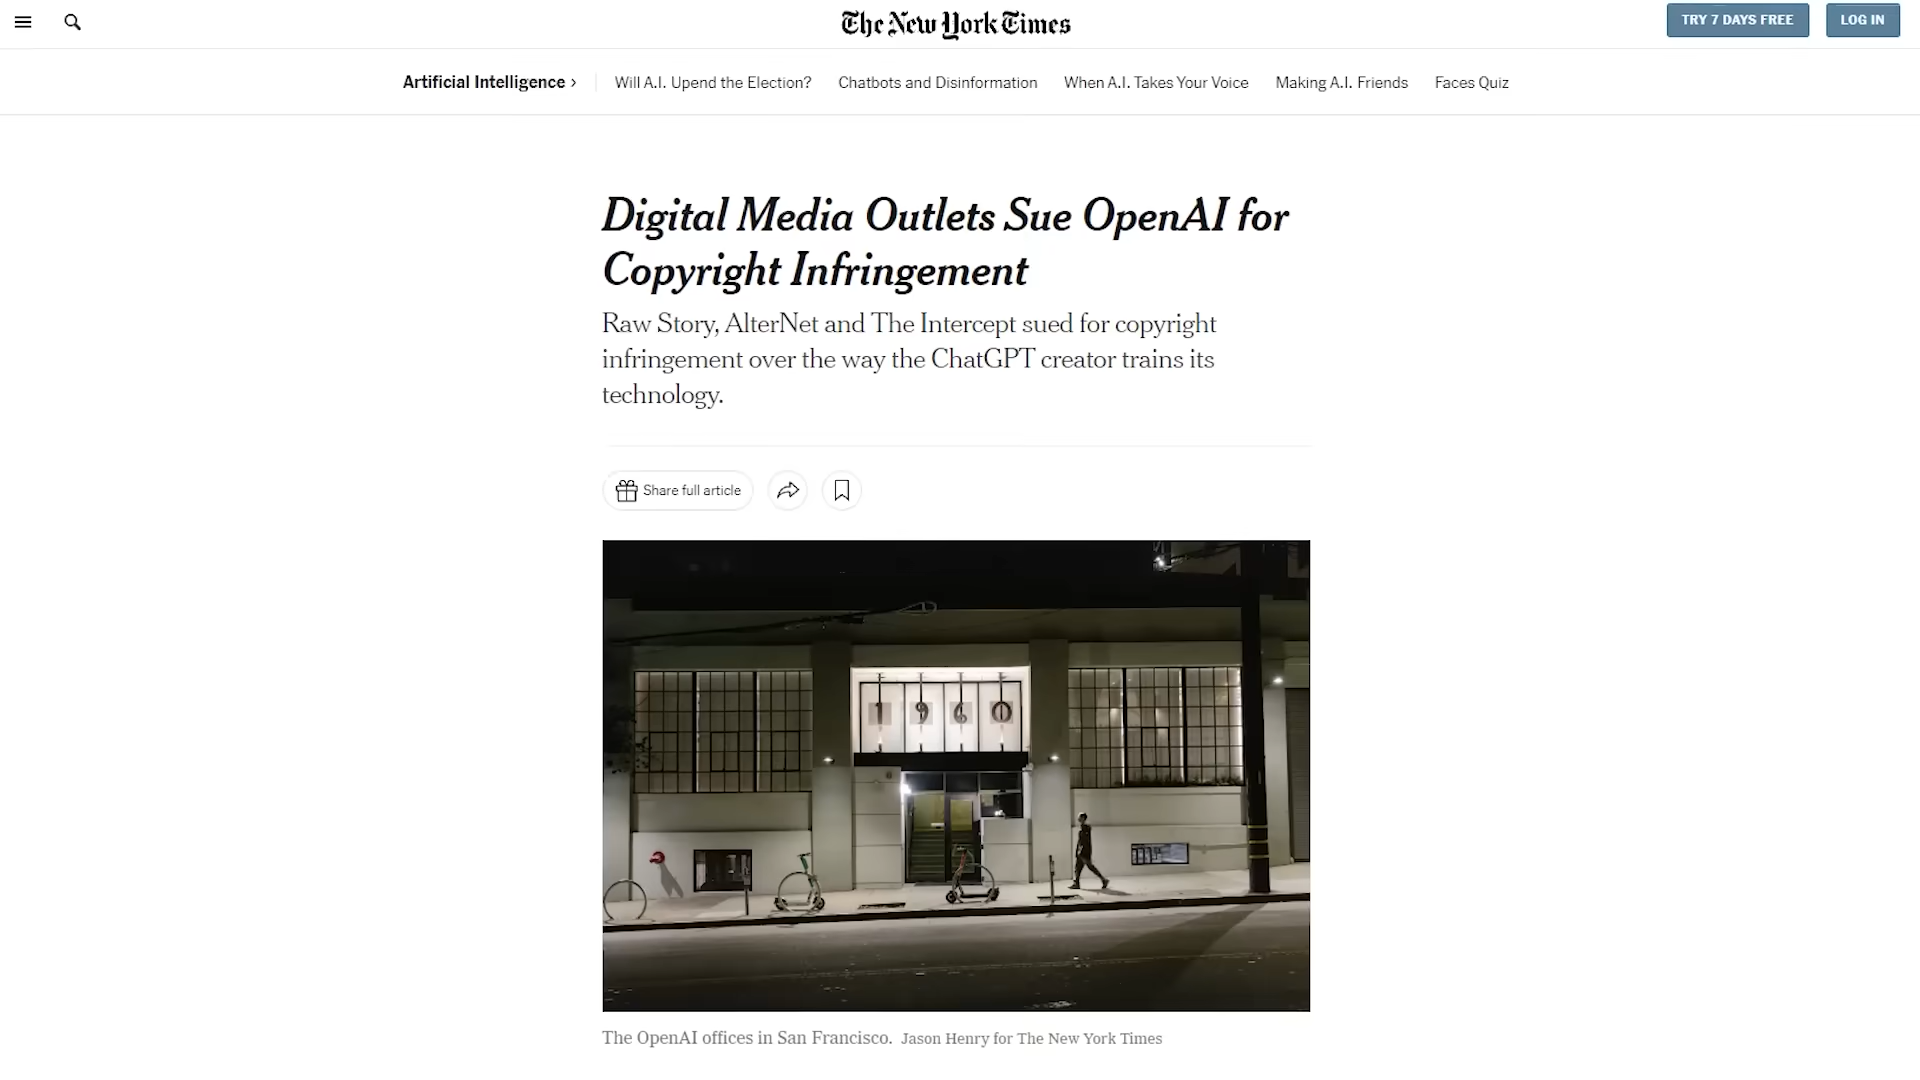 The New York Times
TRY 7 DAYS FREE
LOG IN
Artificial Intelligence ›
Will A.I. Upend the Election?
Chatbots and Disinformation
When A.I. Takes Your Voice
Making A.I. Friends
Faces Quiz
Digital Media Outlets Sue OpenAI for
Copyright Infringement
Raw Story, AlterNet and The Intercept sued for copyright
infringement over the way the ChatGPT creator trains its
technology.
Share full article
1960
The OpenAI offices in San Francisco. Jason Henry for The New York Times